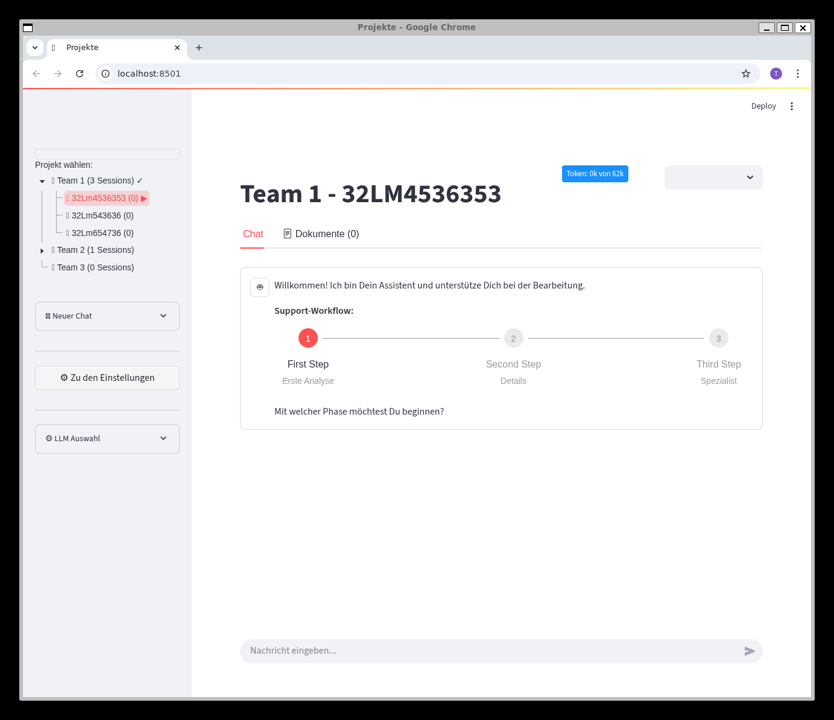 Projekte - Google Chrome
Projekte
localhost:8501
T
Deploy
Projekt wählen:
Team 1 (3 Sessions) ✓
32Lm4536353 (0) ▶
32Lm543636 (0)
32Lm654736 (0)
Team 2 (1 Sessions)
Team 3 (0 Sessions)
Neuer Chat
⚙ Zu den Einstellungen
⚙ LLM Auswahl
Token: 0k von 62k
Team 1 - 32LM4536353
Chat
Dokumente (0)
Willkommen! Ich bin Dein Assistent und unterstütze Dich bei der Bearbeitung.
Support-Workflow:
1 2 3
First Step Second Step Third Step
Erste Analyse Details Spezialist
Mit welcher Phase möchtest Du beginnen?
Nachricht eingeben...